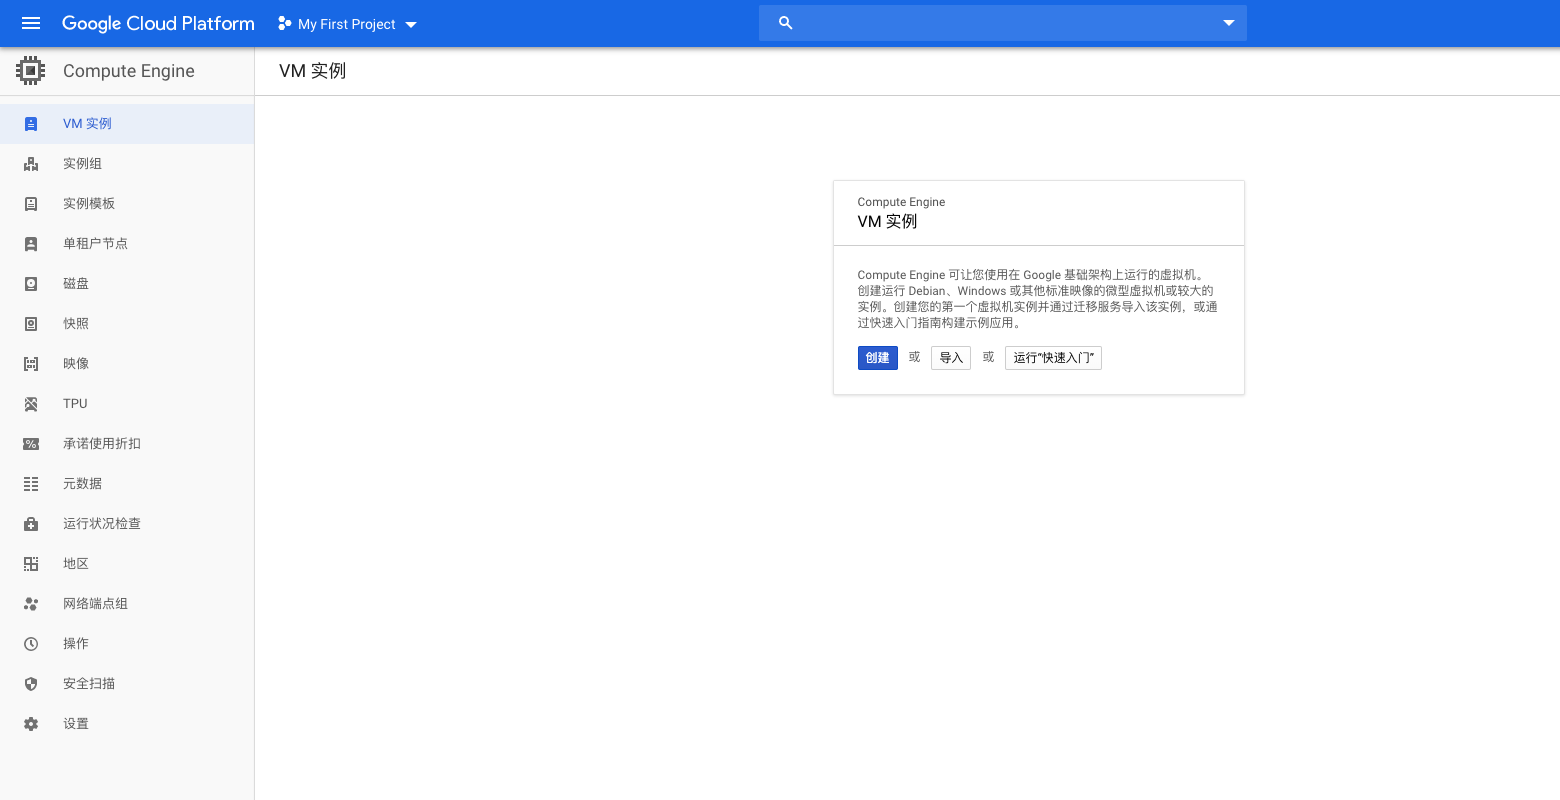 Google Cloud Platform
My First Project
Compute Engine
VM 实例
VM 实例
实例组
实例模板
单租户节点
磁盘
快照
映像
TPU
承诺使用折扣
元数据
运行状况检查
地区
网络端点组
操作
安全扫描
设置
Compute Engine
VM 实例
Compute Engine 可让您使用在 Google 基础架构上运行的虚拟机。
创建运行 Debian、Windows 或其他标准映像的微型虚拟机或较大的
实例。创建您的第一个虚拟机实例并通过迁移服务导入该实例，或通
过快速入门指南构建示例应用。
创建 或 导入 或 运行“快速入门”